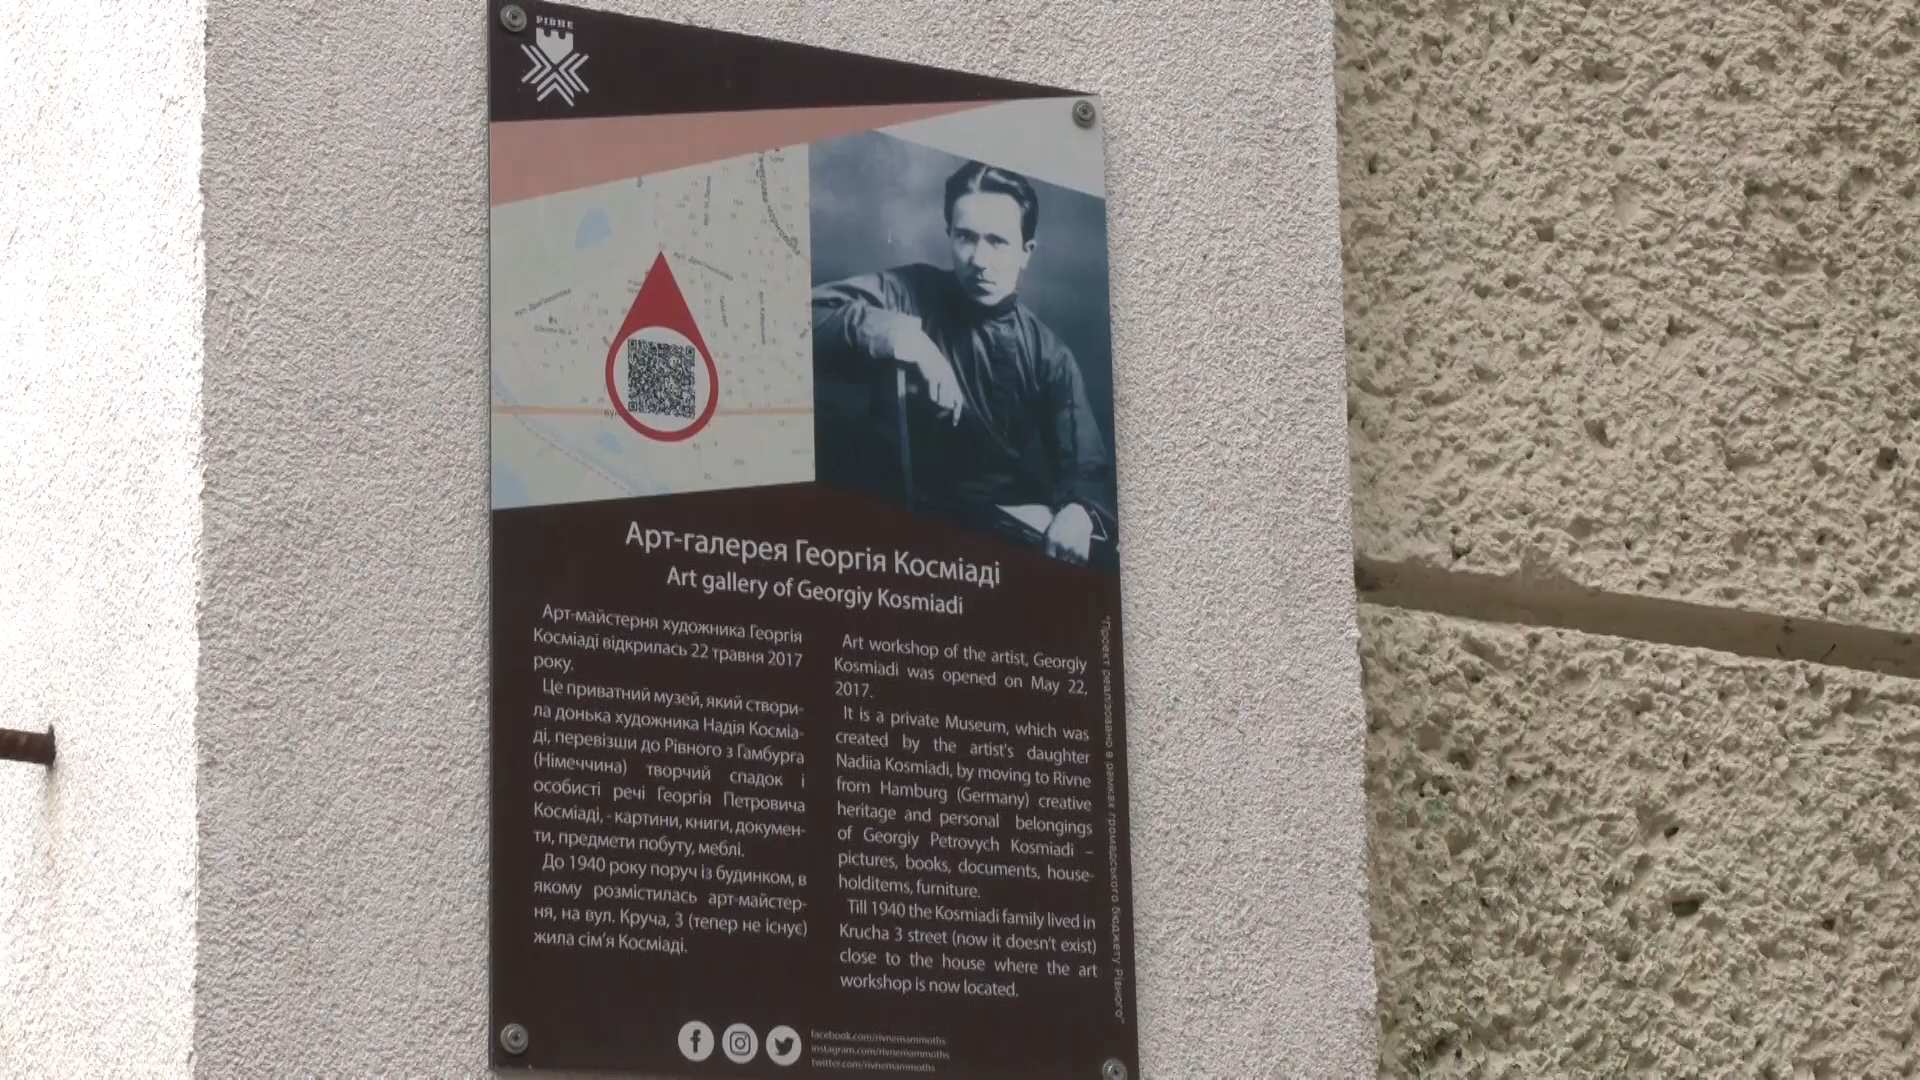 РІВНЕ
вул. Драгоманова
вул. Драгоманова
Школа № 2
Арт-галерея Георгія Косміаді
Art gallery of Georgiy Kosmiadi
Арт-майстерня художника Георгія
Косміаді відкрилась 22 травня 2017
року.
Це приватний музей, який створи-
ла донька художника Надія Косміа-
ді, перевізши до Рівного з Гамбурга
(Німеччина) творчий спадок і
особисті речі Георгія Петровича
Косміаді, - картини, книги, докумен-
ти, предмети побуту, меблі.
До 1940 року поруч із будинком, в
якому розмістилась арт-майстер-
ня, на вул. Круча, 3 (тепер не існує)
жила сім'я Косміаді.
Art workshop of the artist, Georgiy
Kosmiadi was opened on May 22,
2017.
It is a private Museum, which was
created by the artist's daughter
Nadiia Kosmiadi, by moving to Rivne
from Hamburg (Germany) creative
heritage and personal belongings
of Georgiy Petrovych Kosmiadi –
pictures, books, documents, house-
holditems, furniture.
Till 1940 the Kosmiadi family lived in
Krucha 3 street (now it doesn't exist)
close to the house where the art
workshop is now located.
"Проект реалізовано в рамках громадського бюджету Рівного"
facebook.com/rivnemammoths
instagram.com/rivnemammoths
twitter.com/rivnemammoths